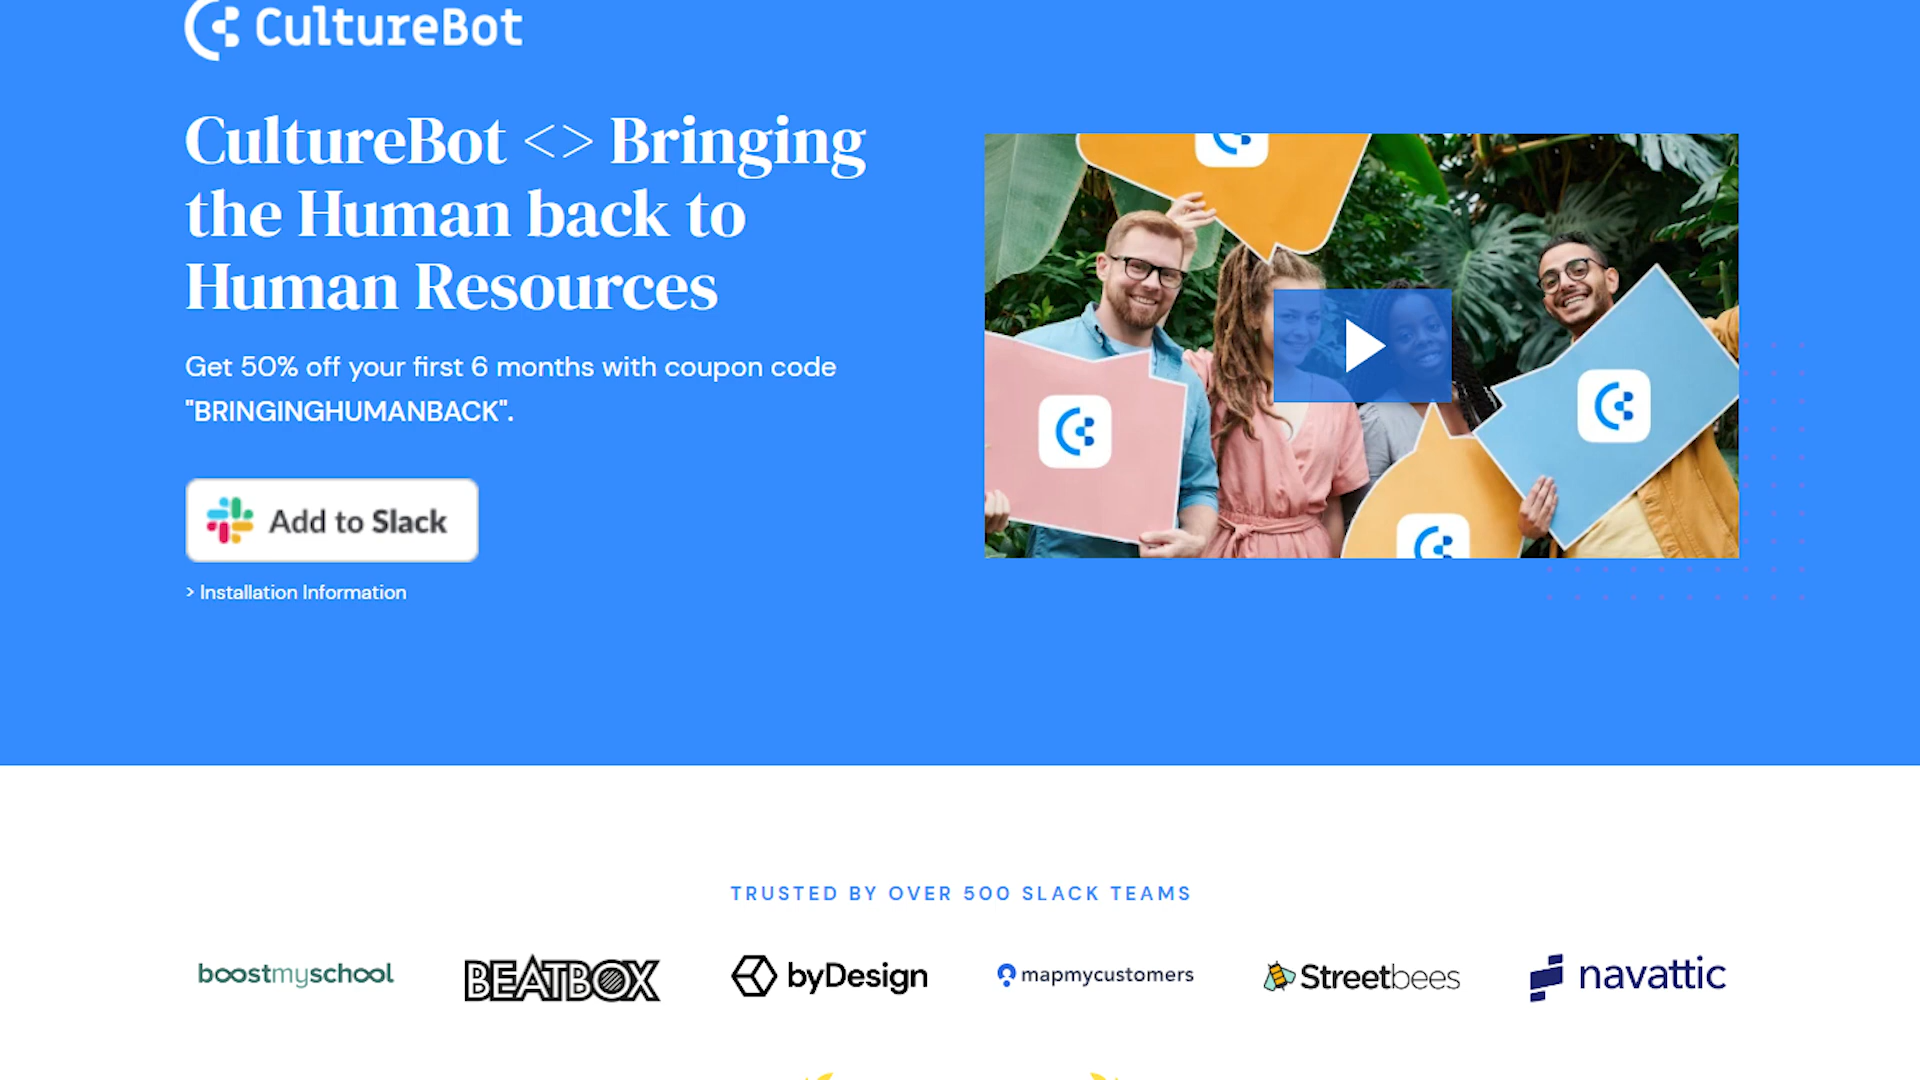 CultureBot
CultureBot <> Bringing
the Human back to
Human Resources
Get 50% off your first 6 months with coupon code
"BRINGINGHUMANBACK".
Add to Slack
> Installation Information
TRUSTED BY OVER 500 SLACK TEAMS
boostmyschool
BEATBOX
byDesign
mapmycustomers
Streetbees
navattic